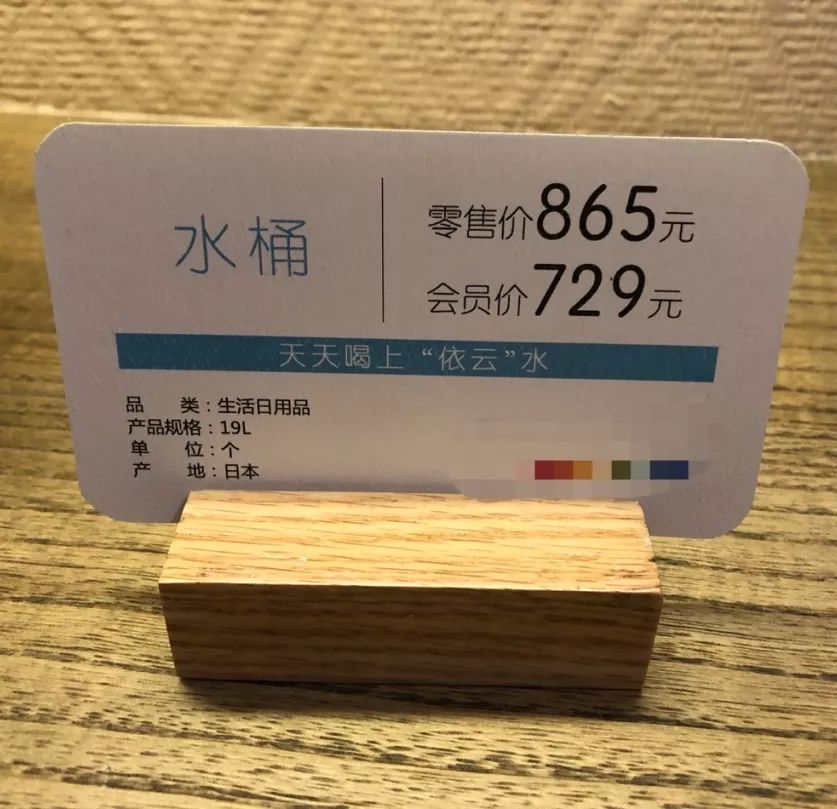 水桶
零售价865元
会员价729元
天天喝上“依云”水
品 类：生活日用品
产品规格：19L
单 位：个
产 地：日本